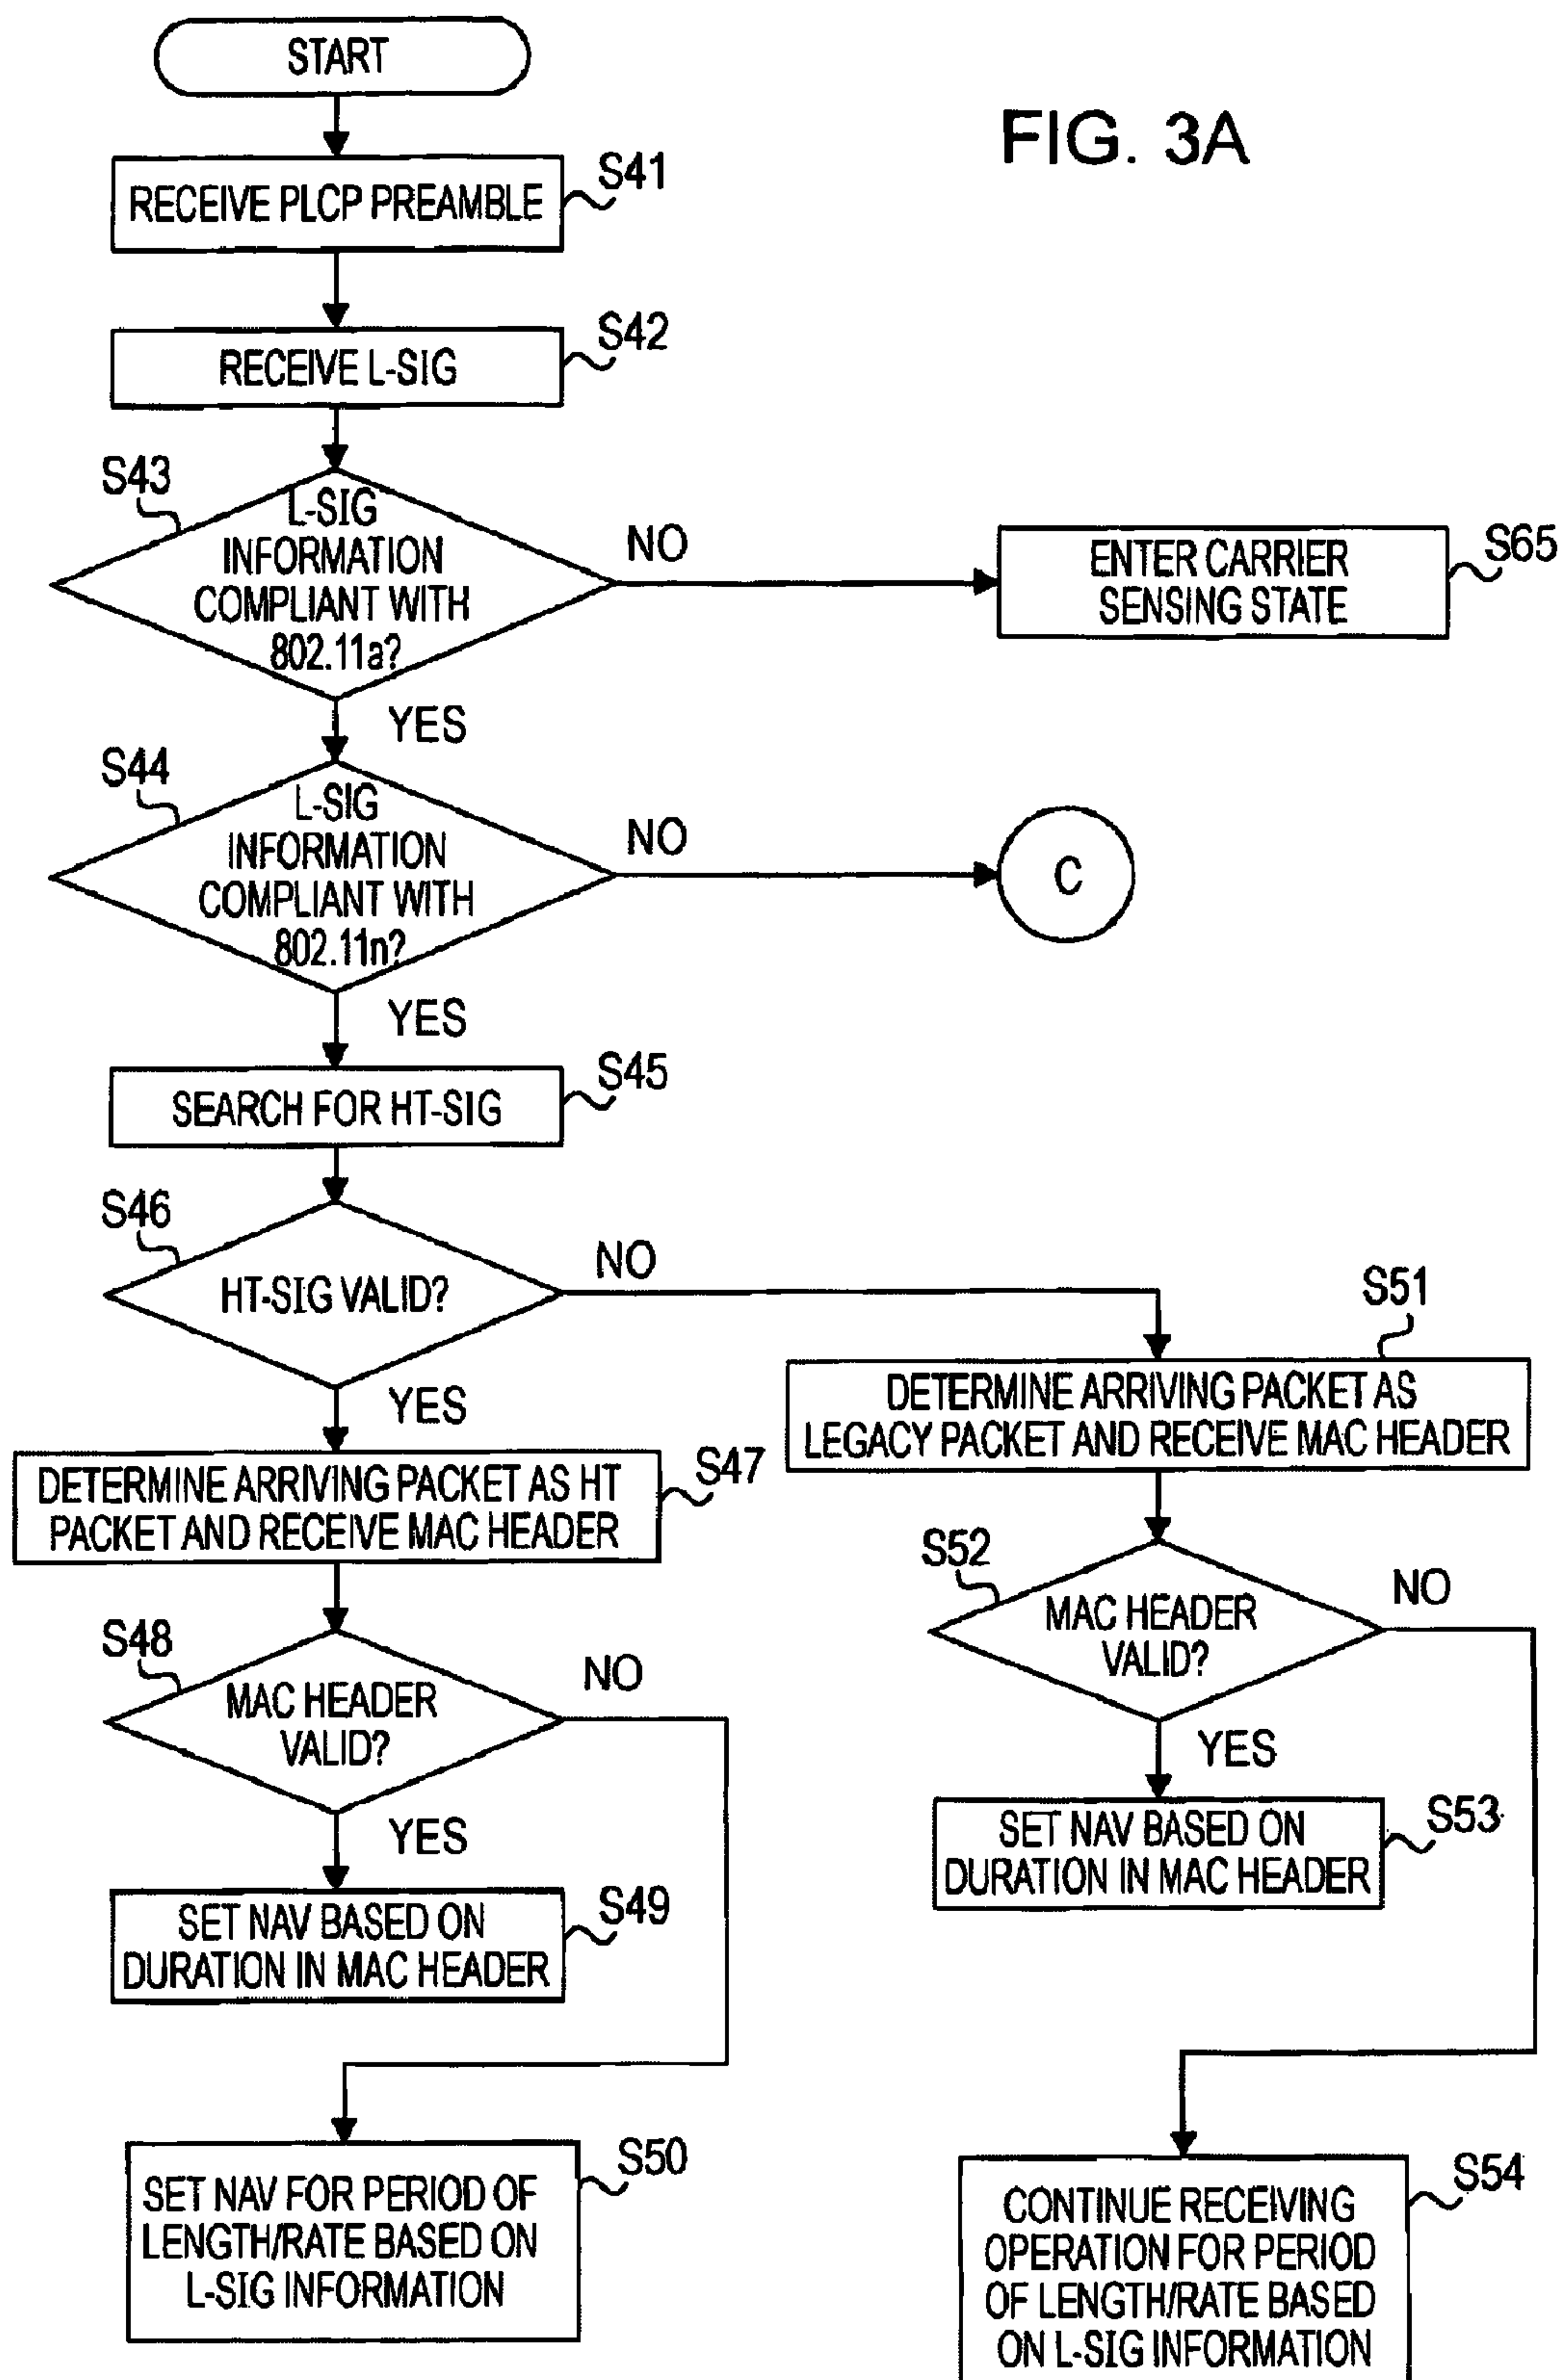 START
FIG. 3A
RECEIVE PLCP PREAMBLE
S41
RECEIVE L-SIG
S42
S43
L-SIG
INFORMATION
COMPLIANT WITH
802.11a?
NO
ENTER CARRIER
SENSING STATE
S65
YES
S44
L-SIG
INFORMATION
COMPLIANT WITH
802.11n?
NO
C
YES
SEARCH FOR HT-SIG
S45
S46
HT-SIG VALID?
NO
YES
S51
DETERMINE ARRIVING PACKET AS
LEGACY PACKET AND RECEIVE MAC HEADER
DETERMINE ARRIVING PACKET AS HT
PACKET AND RECEIVE MAC HEADER
S47
S52
MAC HEADER
VALID?
NO
YES
S48
MAC HEADER
VALID?
NO
YES
SET NAV BASED ON
DURATION IN MAC HEADER
S53
SET NAV BASED ON
DURATION IN MAC HEADER
S49
SET NAV FOR PERIOD OF
LENGTH/RATE BASED ON
L-SIG INFORMATION
S50
CONTINUE RECEIVING
OPERATION FOR PERIOD
OF LENGTH/RATE BASED
ON L-SIG INFORMATION
S54